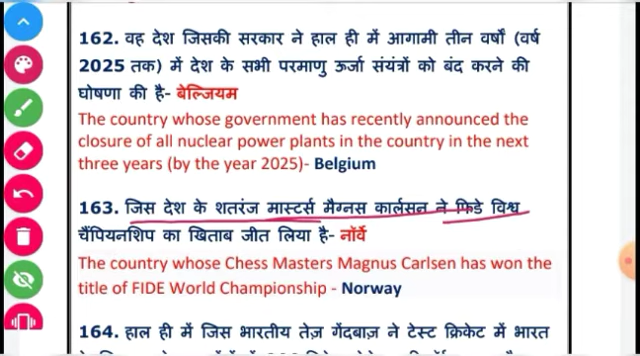 162. वह देश जिसकी सरकार ने हाल ही में आगामी तीन वर्षों (वर्ष
2025 तक) में देश के सभी परमाणु ऊर्जा संयंत्रों को बंद करने की
घोषणा की है- बेल्जियम
The country whose government has recently announced the
closure of all nuclear power plants in the country in the next
three years (by the year 2025)- Belgium
163. जिस देश के शतरंज मास्टर्स मैग्नस कार्लसन ने फिडे विश्व
चैंपियनशिप का खिताब जीत लिया है- नॉर्वे
The country whose Chess Masters Magnus Carlsen has won the
title of FIDE World Championship - Norway
164. हाल ही में जिस भारतीय तेज़ गेंदबाज़ ने टेस्ट क्रिकेट में भारत